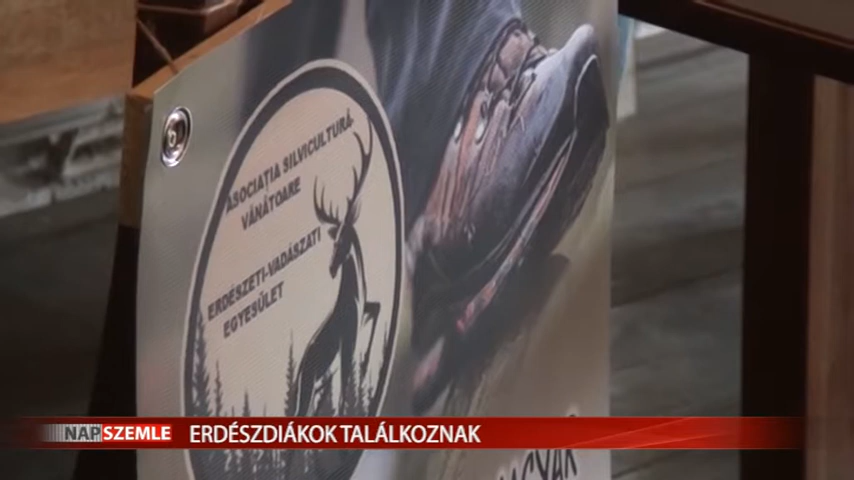 ASOCIAȚIA SILVICULTURĂ
VÂNĂTOARE
ERDÉSZETI-VADÁSZATI
EGYESÜLET
NAPSZEMLE
ERDÉSZDIÁKOK TALÁLKOZNAK